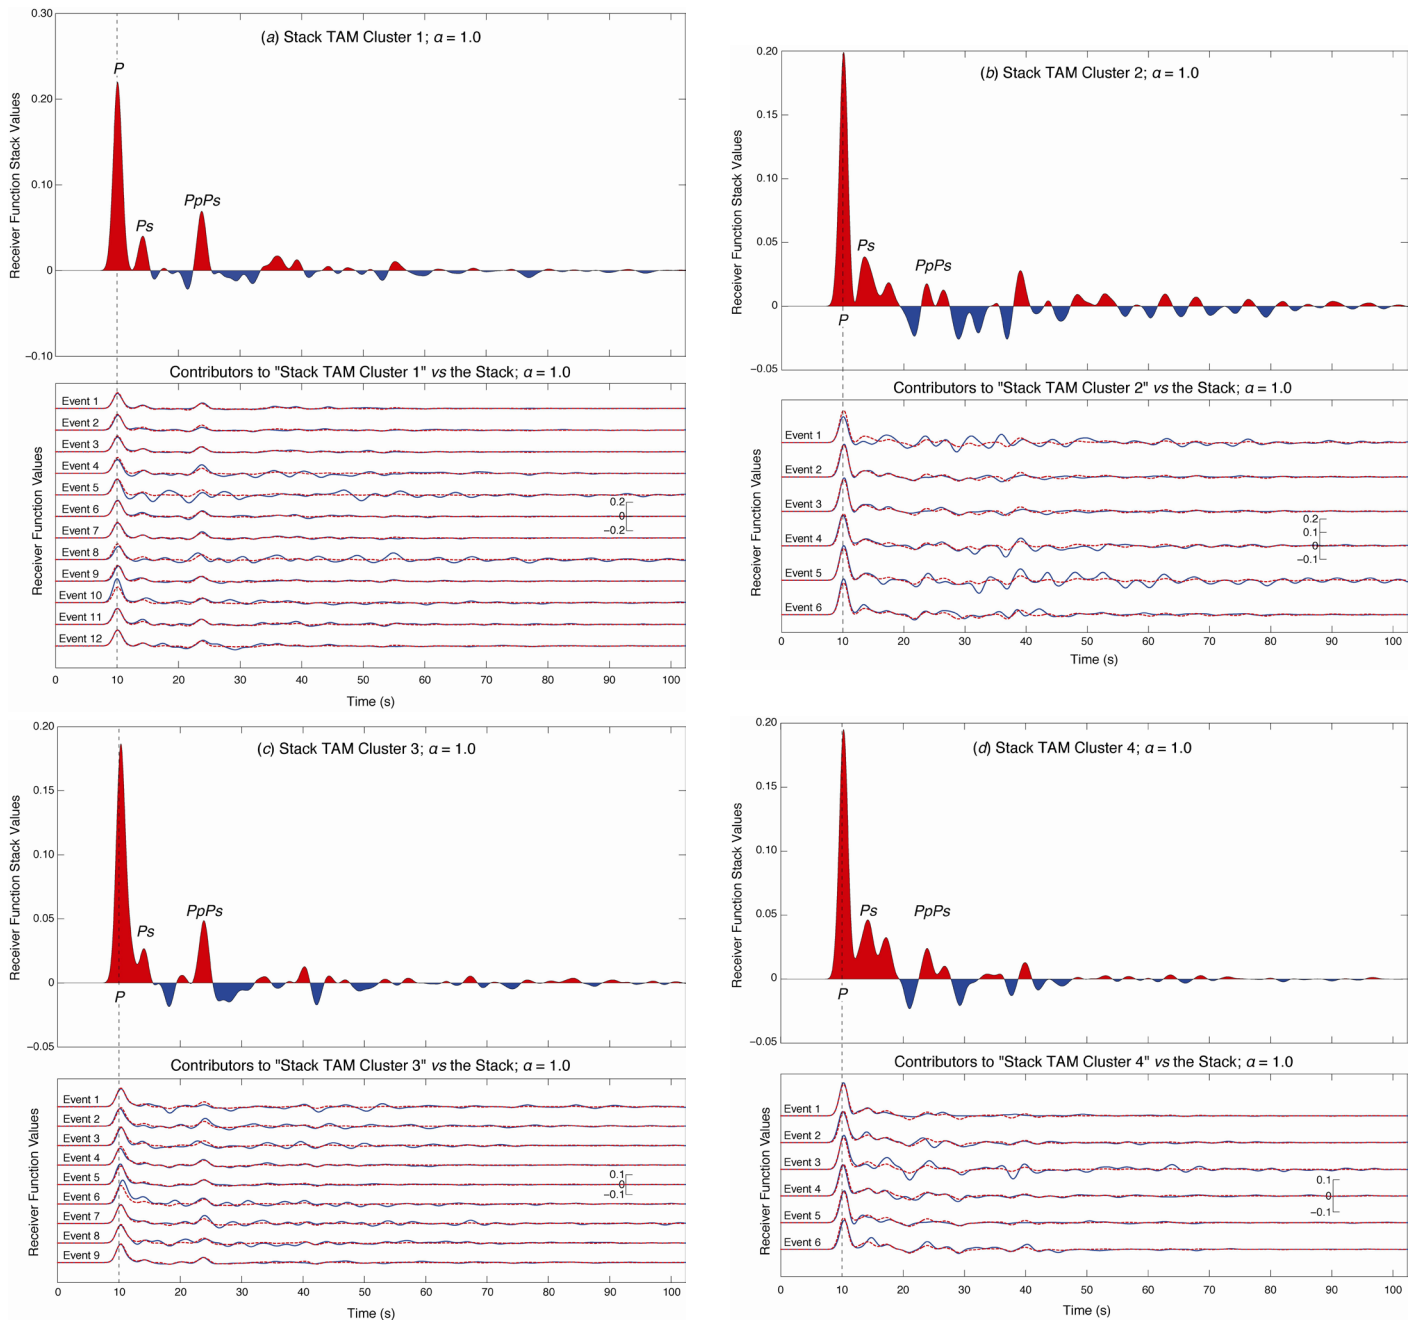 (a) Stack TAM Cluster 1; α = 1.0
Receiver Function Stack Values
0.30
0.20
0.10
0
−0.10
P
Ps
PpPs
Contributors to "Stack TAM Cluster 1" vs the Stack; α = 1.0
Receiver Function Values
Event 1
Event 2
Event 3
Event 4
Event 5
Event 6
Event 7
Event 8
Event 9
Event 10
Event 11
Event 12
0.2
0
−0.2
0 10 20 30 40 50 60 70 80 90 100
Time (s)
(b) Stack TAM Cluster 2; α = 1.0
Receiver Function Stack Values
0.20
0.15
0.10
0.05
0
−0.05
Ps
PpPs
P
Contributors to "Stack TAM Cluster 2" vs the Stack; α = 1.0
Receiver Function Values
Event 1
Event 2
Event 3
Event 4
Event 5
Event 6
0.2
0.1
0
−0.1
0 10 20 30 40 50 60 70 80 90 100
Time (s)
(c) Stack TAM Cluster 3; α = 1.0
Receiver Function Stack Values
0.20
0.15
0.10
0.05
0
−0.05
Ps
PpPs
P
Contributors to "Stack TAM Cluster 3" vs the Stack; α = 1.0
Receiver Function Values
Event 1
Event 2
Event 3
Event 4
Event 5
Event 6
Event 7
Event 8
Event 9
0.1
0
−0.1
0 10 20 30 40 50 60 70 80 90 100
Time (s)
(d) Stack TAM Cluster 4; α = 1.0
Receiver Function Stack Values
0.20
0.15
0.10
0.05
0
−0.05
Ps
PpPs
P
Contributors to "Stack TAM Cluster 4" vs the Stack; α = 1.0
Receiver Function Values
Event 1
Event 2
Event 3
Event 4
Event 5
Event 6
0.1
0
−0.1
0 10 20 30 40 50 60 70 80 90 100
Time (s)